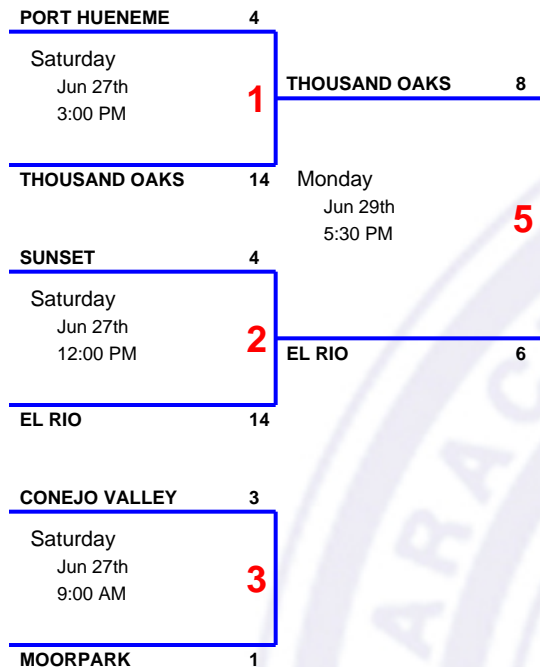 PORT HUENEME 4
Saturday
Jun 27th
3:00 PM
1
THOUSAND OAKS 8
THOUSAND OAKS 14
Monday
Jun 29th
5:30 PM
5
SUNSET 4
Saturday
Jun 27th
12:00 PM
2
EL RIO 6
EL RIO 14
CONEJO VALLEY 3
Saturday
Jun 27th
9:00 AM
3
MOORPARK 1
ARAC